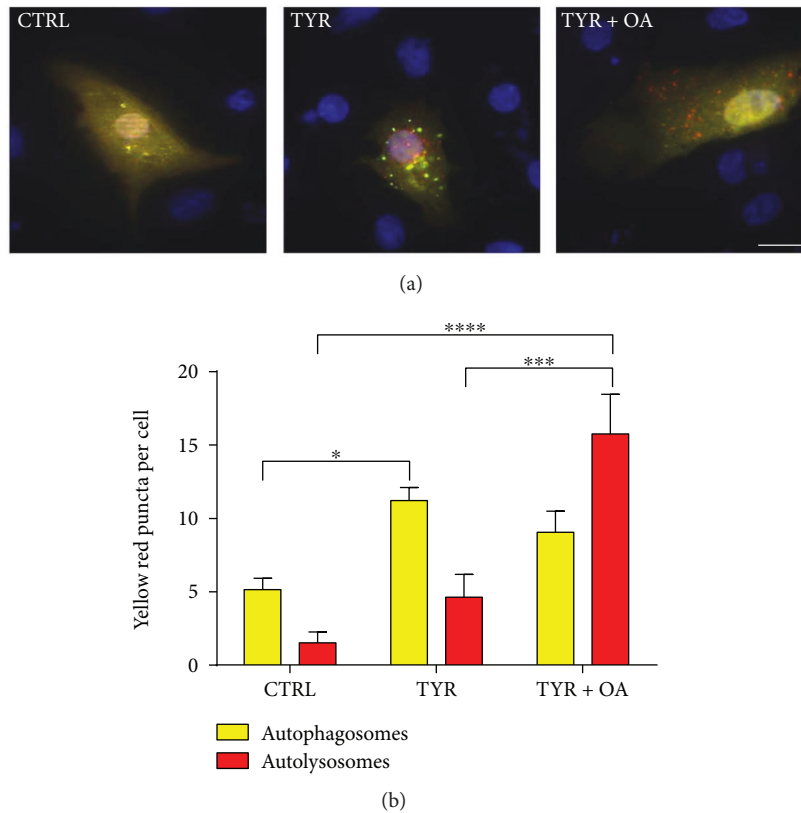 CTRL
TYR
TYR + OA
(a)
****
***
*
20
15
10
5
0
Yellow red puncta per cell
CTRL
TYR
TYR + OA
Autophagosomes
Autolysosomes
(b)